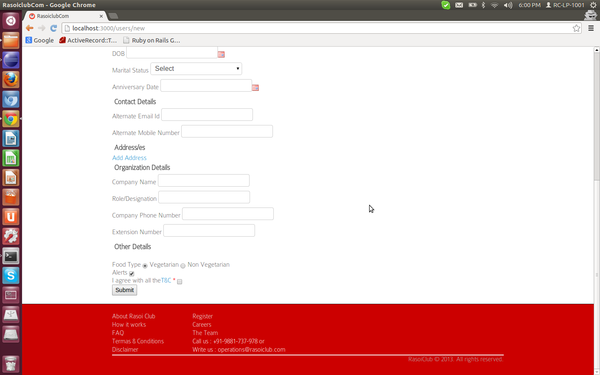 RasoiclubCom - Google Chrome
6:00 PM
RC-LP-1001
RasoiclubCom
localhost:3000/users/new
Google
ActiveRecord::T...
Ruby on Rails G...
DOB
Marital Status Select
Anniversary Date
Contact Details
Alternate Email Id
Alternate Mobile Number
Address/es
Add Address
Organization Details
Company Name
Role/Designation
Company Phone Number
Extension Number
Other Details
Food Type Vegetarian Non Vegetarian
Alerts
I agree with all the T&C *
Submit
About Rasoi Club Register
How it works Careers
FAQ The Team
Termas & Conditions Call us : +91-9881-737-978 or
Disclaimer Write us : operations@rasoiclub.com
RasoiClub © 2013 All rights reserved